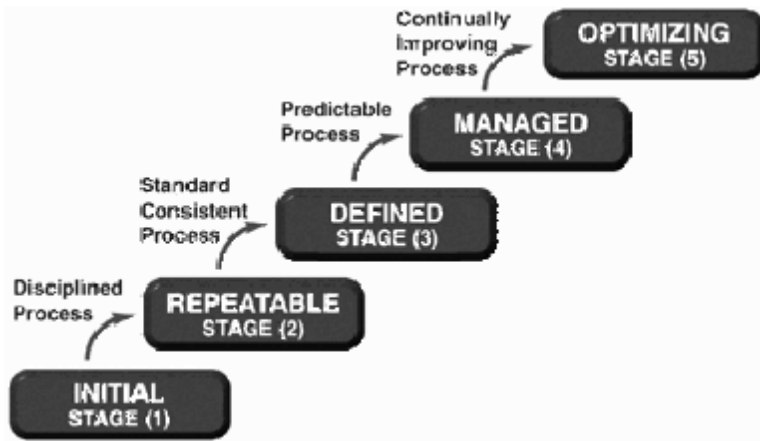 Continually
Improving
Process
OPTIMIZING
STAGE (5)
Predictable
Process
MANAGED
STAGE (4)
Standard
Consistent
Process
DEFINED
STAGE (3)
Disciplined
Process
REPEATABLE
STAGE (2)
INITIAL
STAGE (1)